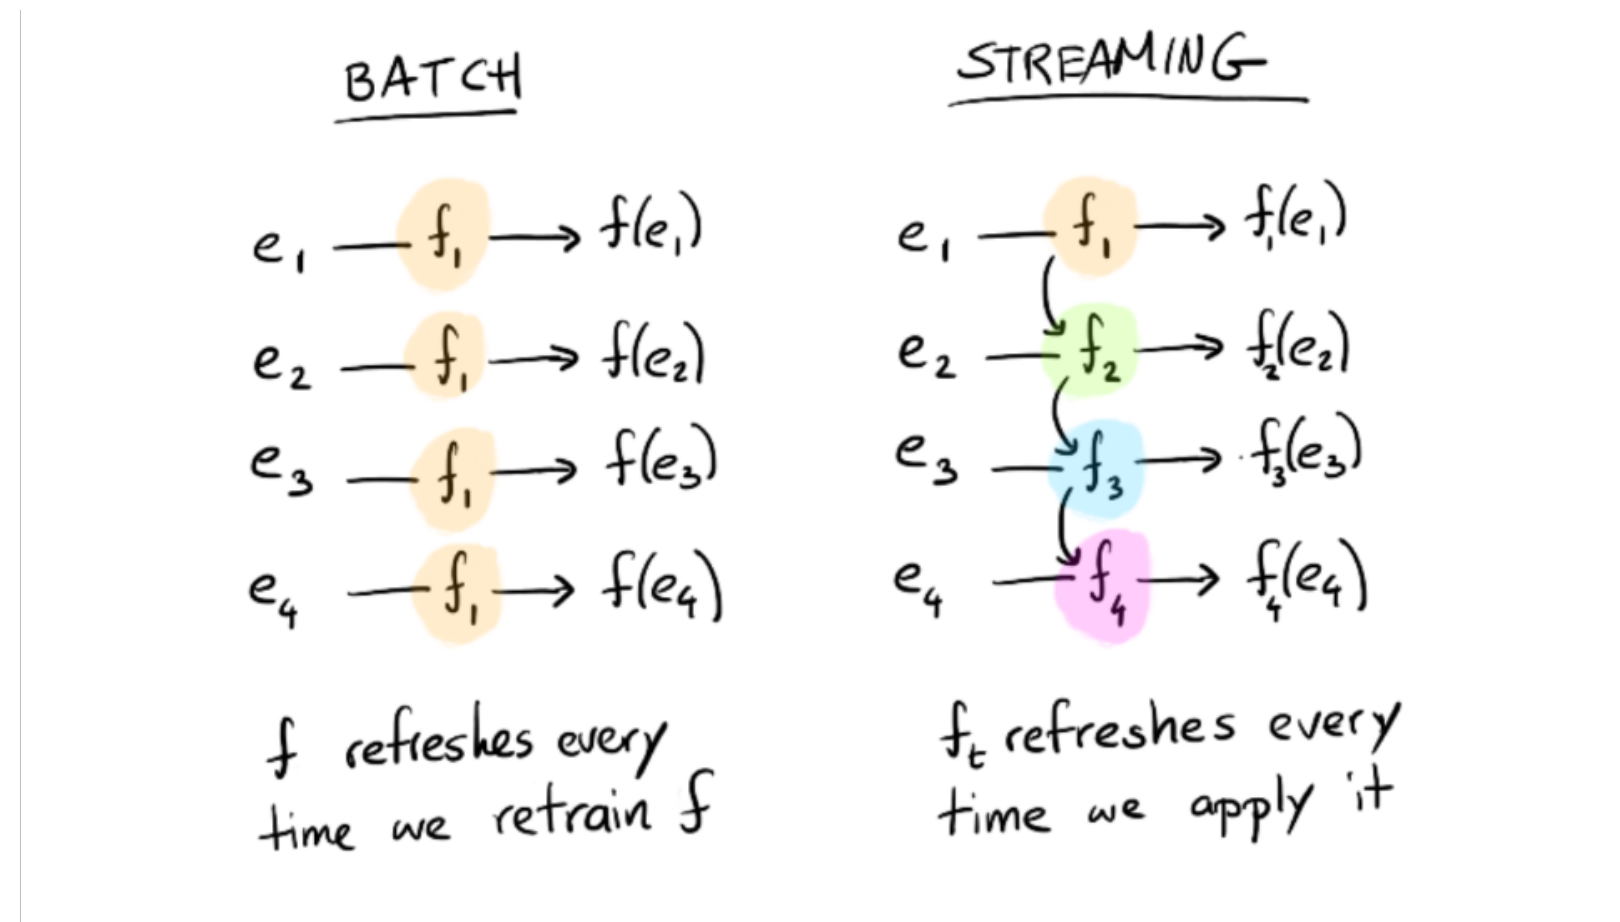 BATCH
e₁ f₁ f(e₁)
e₂ f₁ f(e₂)
e₃ f₁ f(e₃)
e₄ f₁ f(e₄)
f refreshes every
time we retrain f
STREAMING
e₁ f₁ f₁(e₁)
e₂ f₂ f₂(e₂)
e₃ f₃ f₃(e₃)
e₄ f₄ f₄(e₄)
fₜ refreshes every
time we apply it